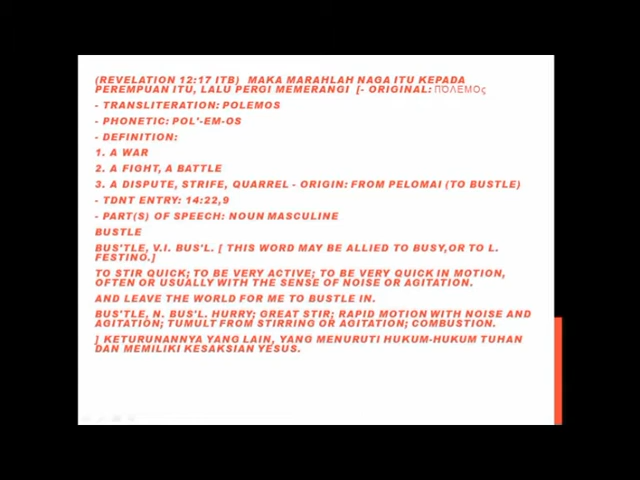 (REVELATION 12:17 ITB)  MAKA MARAHLAH NAGA ITU KEPADA
PEREMPUAN ITU, LALU PERGI MEMERANGI  [- ORIGINAL: ΠΌΛΕΜΟς
- TRANSLITERATION: POLEMOS
- PHONETIC: POL'-EM-OS
- DEFINITION:
1. A WAR
2. A FIGHT, A BATTLE
3. A DISPUTE, STRIFE, QUARREL - ORIGIN: FROM PELOMAI (TO BUSTLE)
- TDNT ENTRY: 14:22,9
- PART(S) OF SPEECH: NOUN MASCULINE
BUSTLE
BUS'TLE, V.I. BUS'L. [ THIS WORD MAY BE ALLIED TO BUSY,OR TO L.
FESTINO.]
TO STIR QUICK; TO BE VERY ACTIVE; TO BE VERY QUICK IN MOTION,
OFTEN OR USUALLY WITH THE SENSE OF NOISE OR AGITATION.
AND LEAVE THE WORLD FOR ME TO BUSTLE IN.
BUS'TLE, N. BUS'L. HURRY; GREAT STIR; RAPID MOTION WITH NOISE AND
AGITATION; TUMULT FROM STIRRING OR AGITATION; COMBUSTION.
] KETURUNANNYA YANG LAIN, YANG MENURUTI HUKUM-HUKUM TUHAN
DAN MEMILIKI KESAKSIAN YESUS.